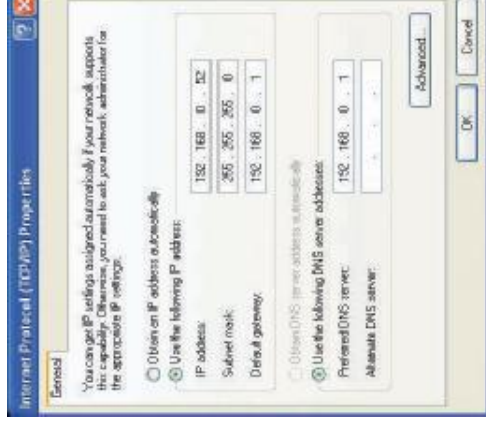 Internet Protocol (TCP/IP) Properties
General
You can get IP settings assigned automatically if your network supports
this capability. Otherwise, you need to ask your network administrator for
the appropriate IP settings.
Obtain an IP address automatically
Use the following IP address:
IP address: 192 . 168 . 0 . 52
Subnet mask: 255 . 255 . 255 . 0
Default gateway: 192 . 168 . 0 . 1
Obtain DNS server address automatically
Use the following DNS server addresses:
Preferred DNS server: 192 . 168 . 0 . 1
Alternate DNS server: . . .
Advanced...
OK
Cancel